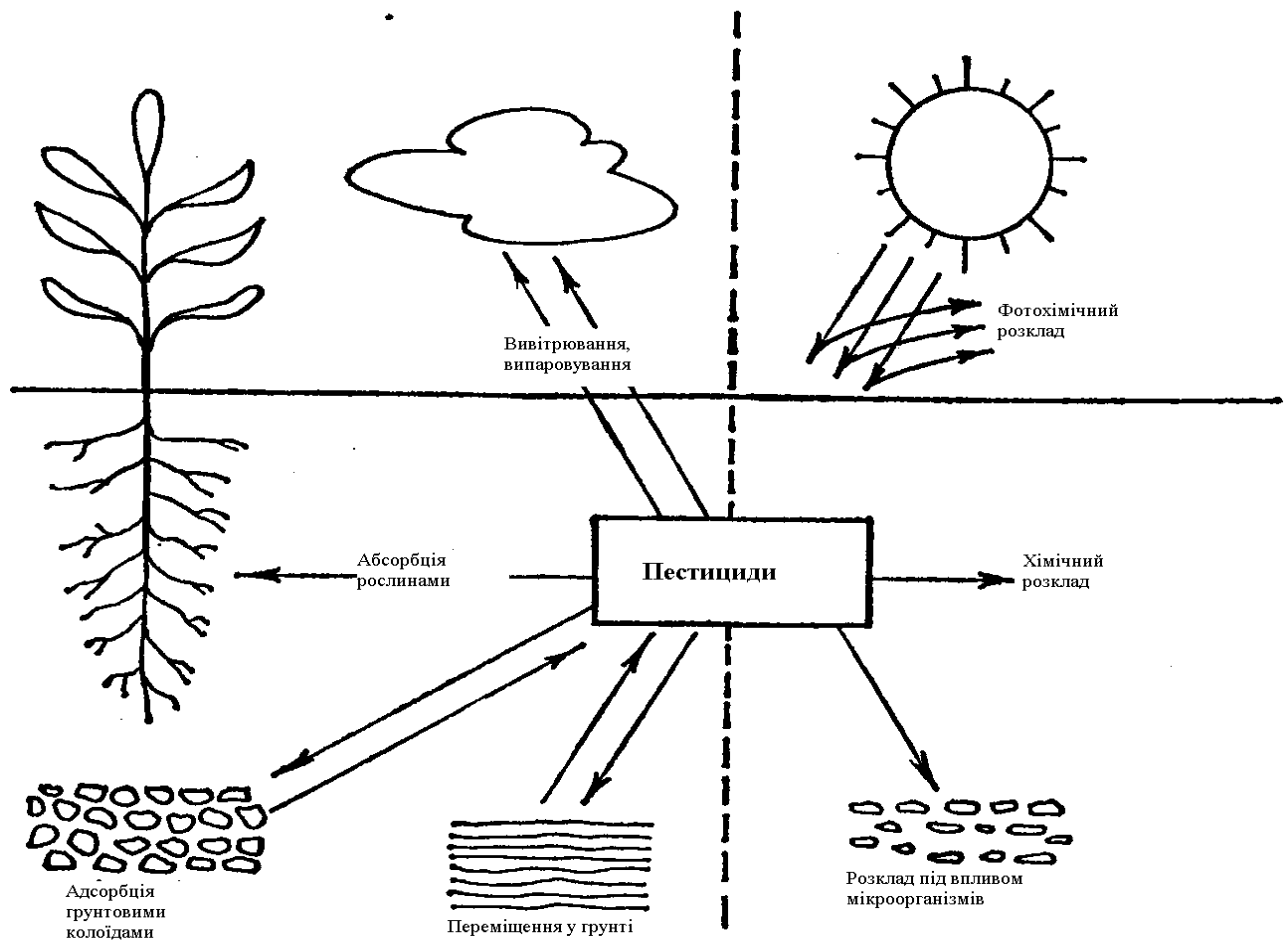 Фотохімічний
розклад
Вивітрювання,
випаровування
Абсорбція
рослинами
Пестициди
Хімічний
розклад
Адсорбція
грунтовими
колоїдами
Переміщення у грунті
Розклад під впливом
мікроорганізмів